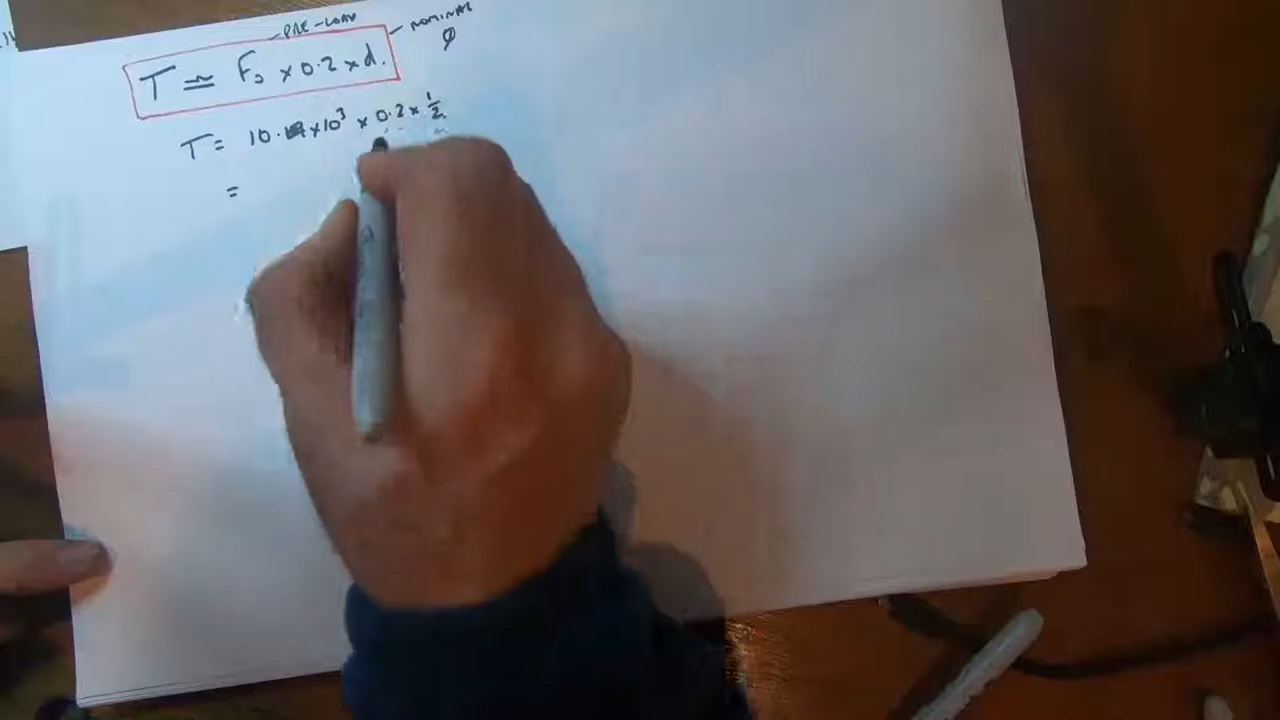 PRE-LOAD
NOMINAL
Ø
T ≃ F₀ × 0.2 × d.
T = 10. ×10³ × 0.2 × 1/2
=